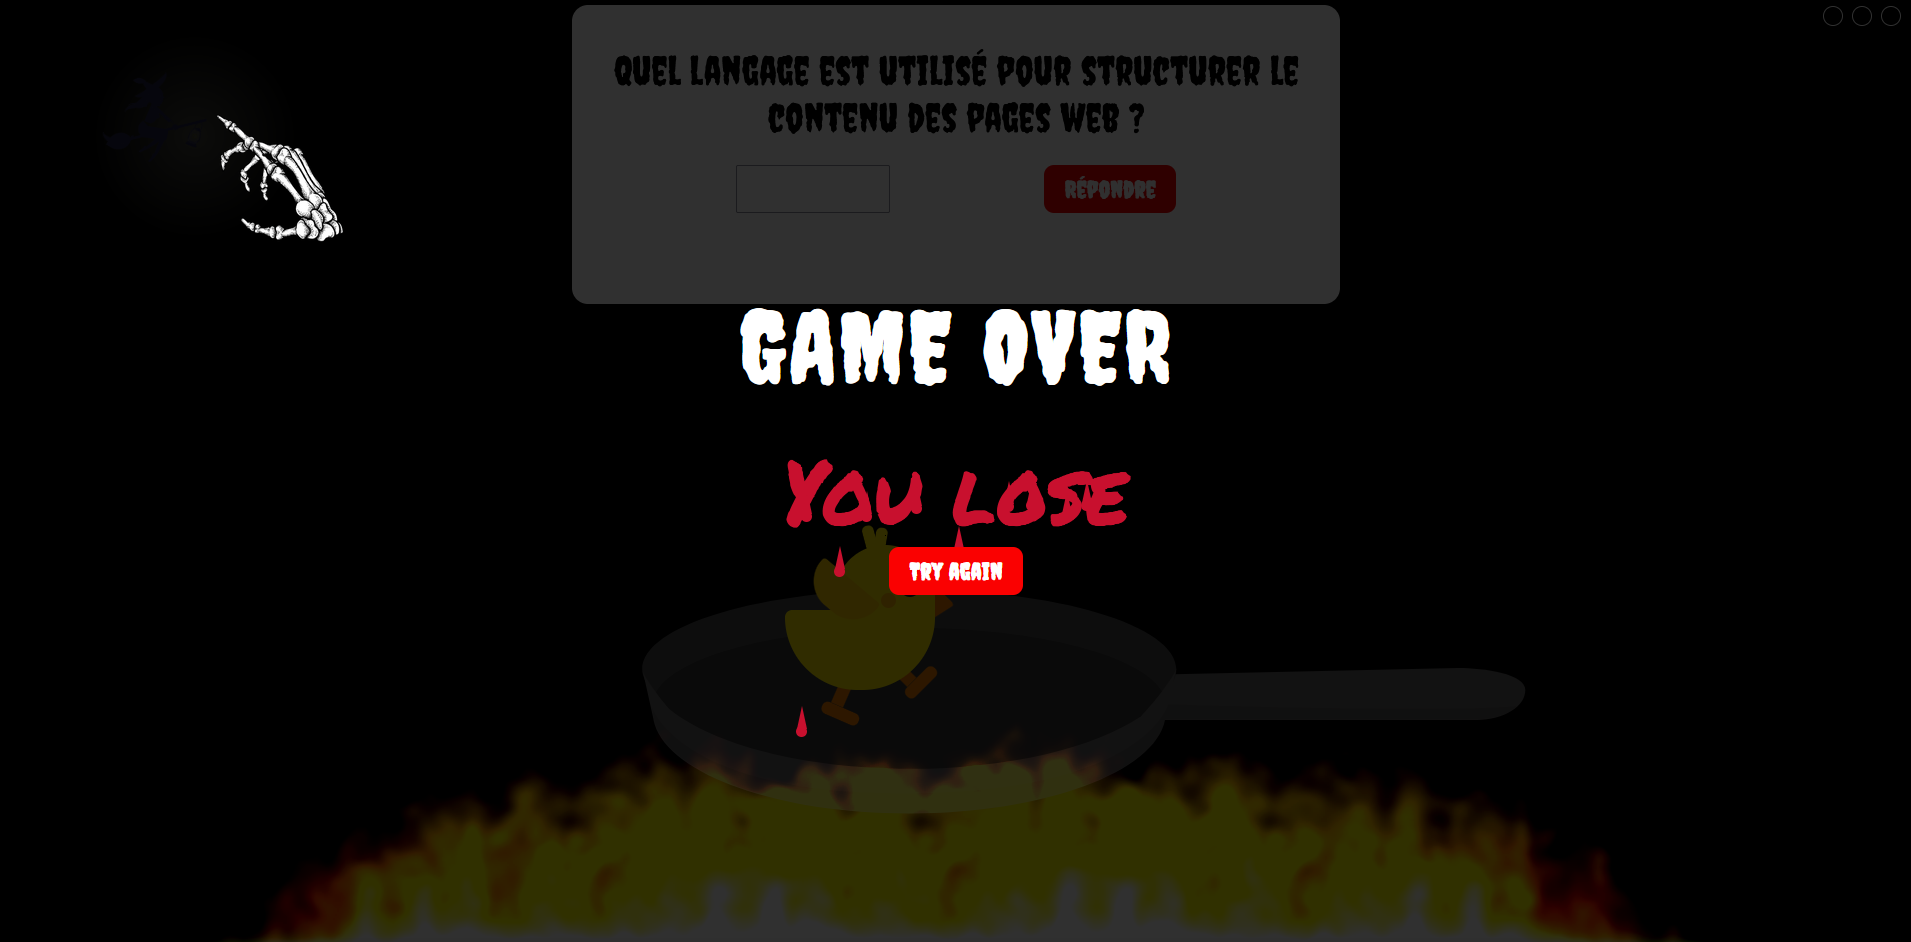 QUEL LANGAGE EST UTILISÉ POUR STRUCTURER LE
CONTENU DES PAGES WEB ?
RÉPONDRE
GAME OVER
YOU LOSE
TRY AGAIN